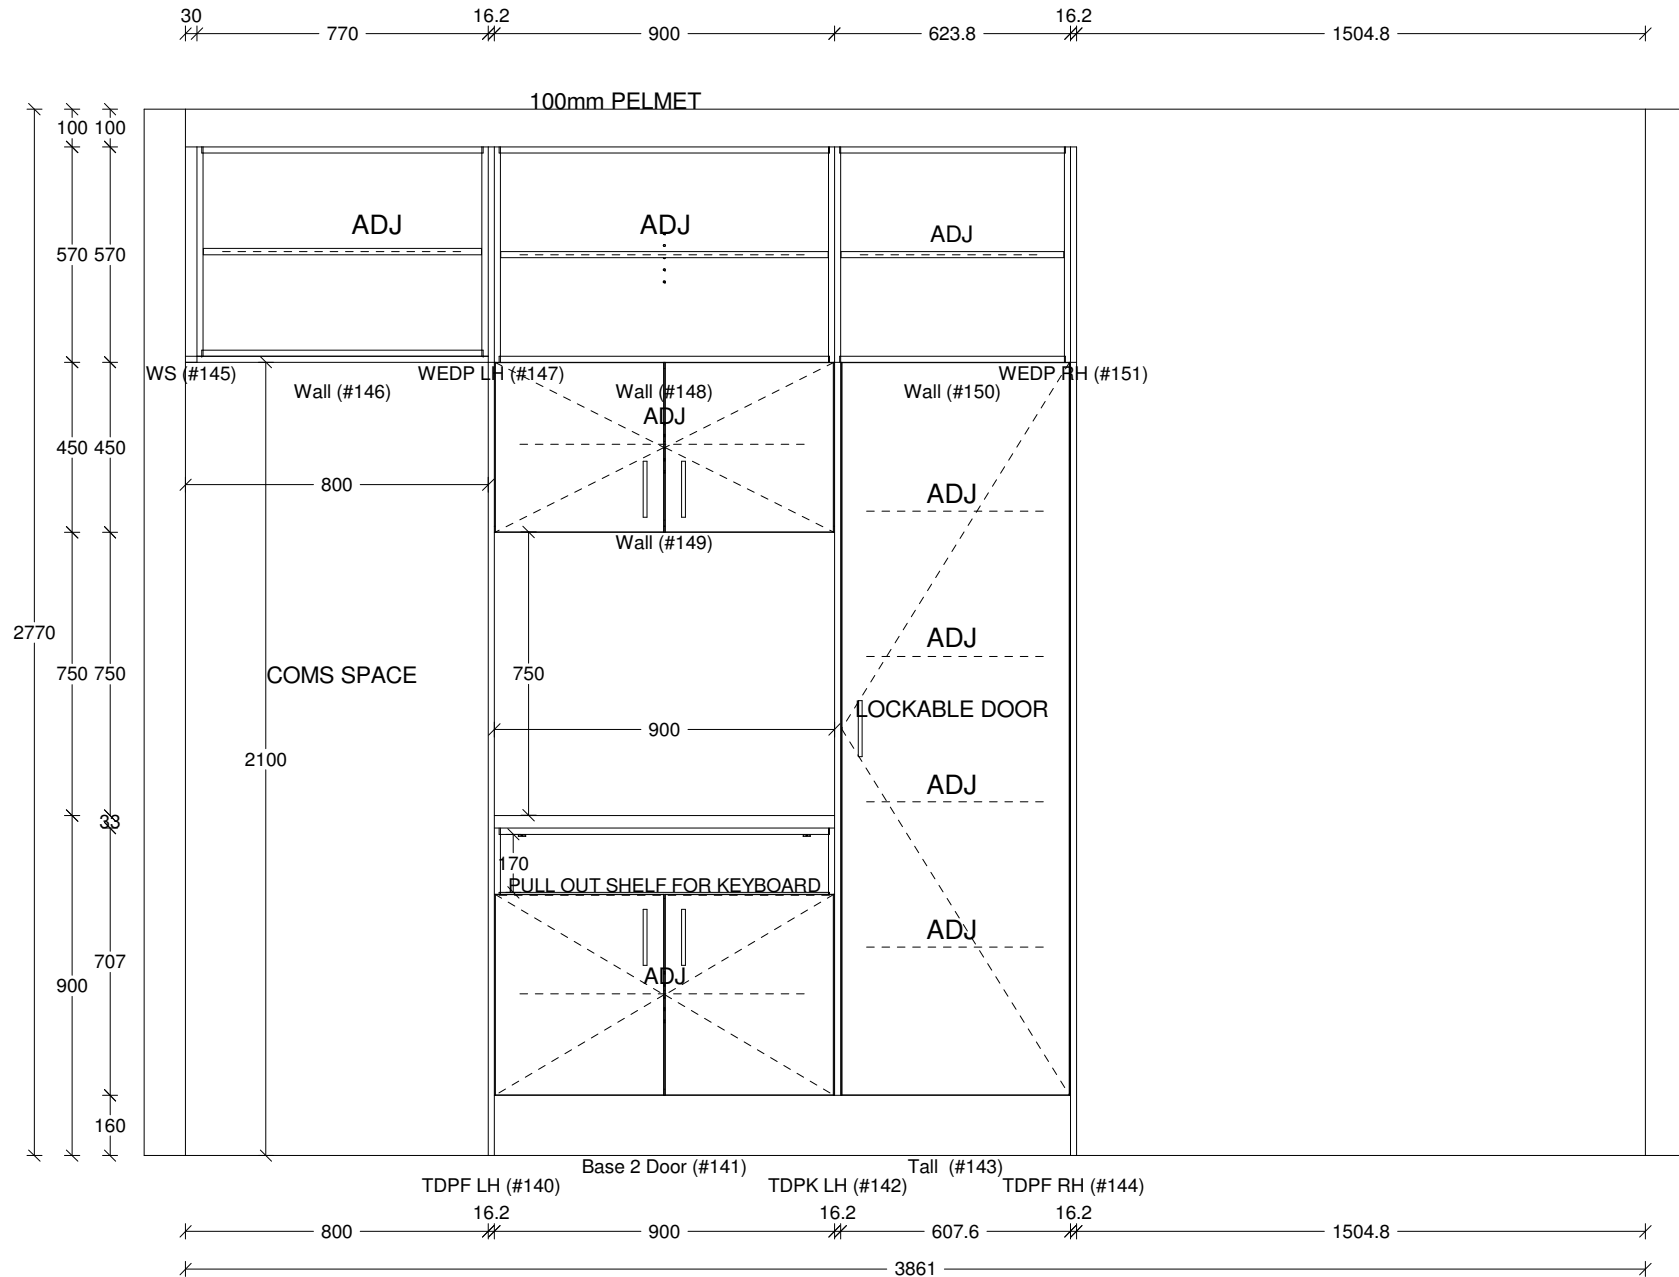 30
16.2
16.2
770
900
623.8
1504.8
100mm PELMET
100 100
ADJ
ADJ
ADJ
570 570
WS (#145)
WEDP LH (#147)
WEDP RH (#151)
Wall (#146)
Wall (#148)
Wall (#150)
ADJ
450 450
800
ADJ
Wall (#149)
2770
ADJ
750 750
COMS SPACE
750
LOCKABLE DOOR
900
2100
ADJ
33
170
PULL OUT SHELF FOR KEYBOARD
ADJ
707
ADJ
900
160
Base 2 Door (#141)
Tall (#143)
TDPF LH (#140)
TDPK LH (#142)
TDPF RH (#144)
16.2
16.2
16.2
800
900
607.6
1504.8
3861